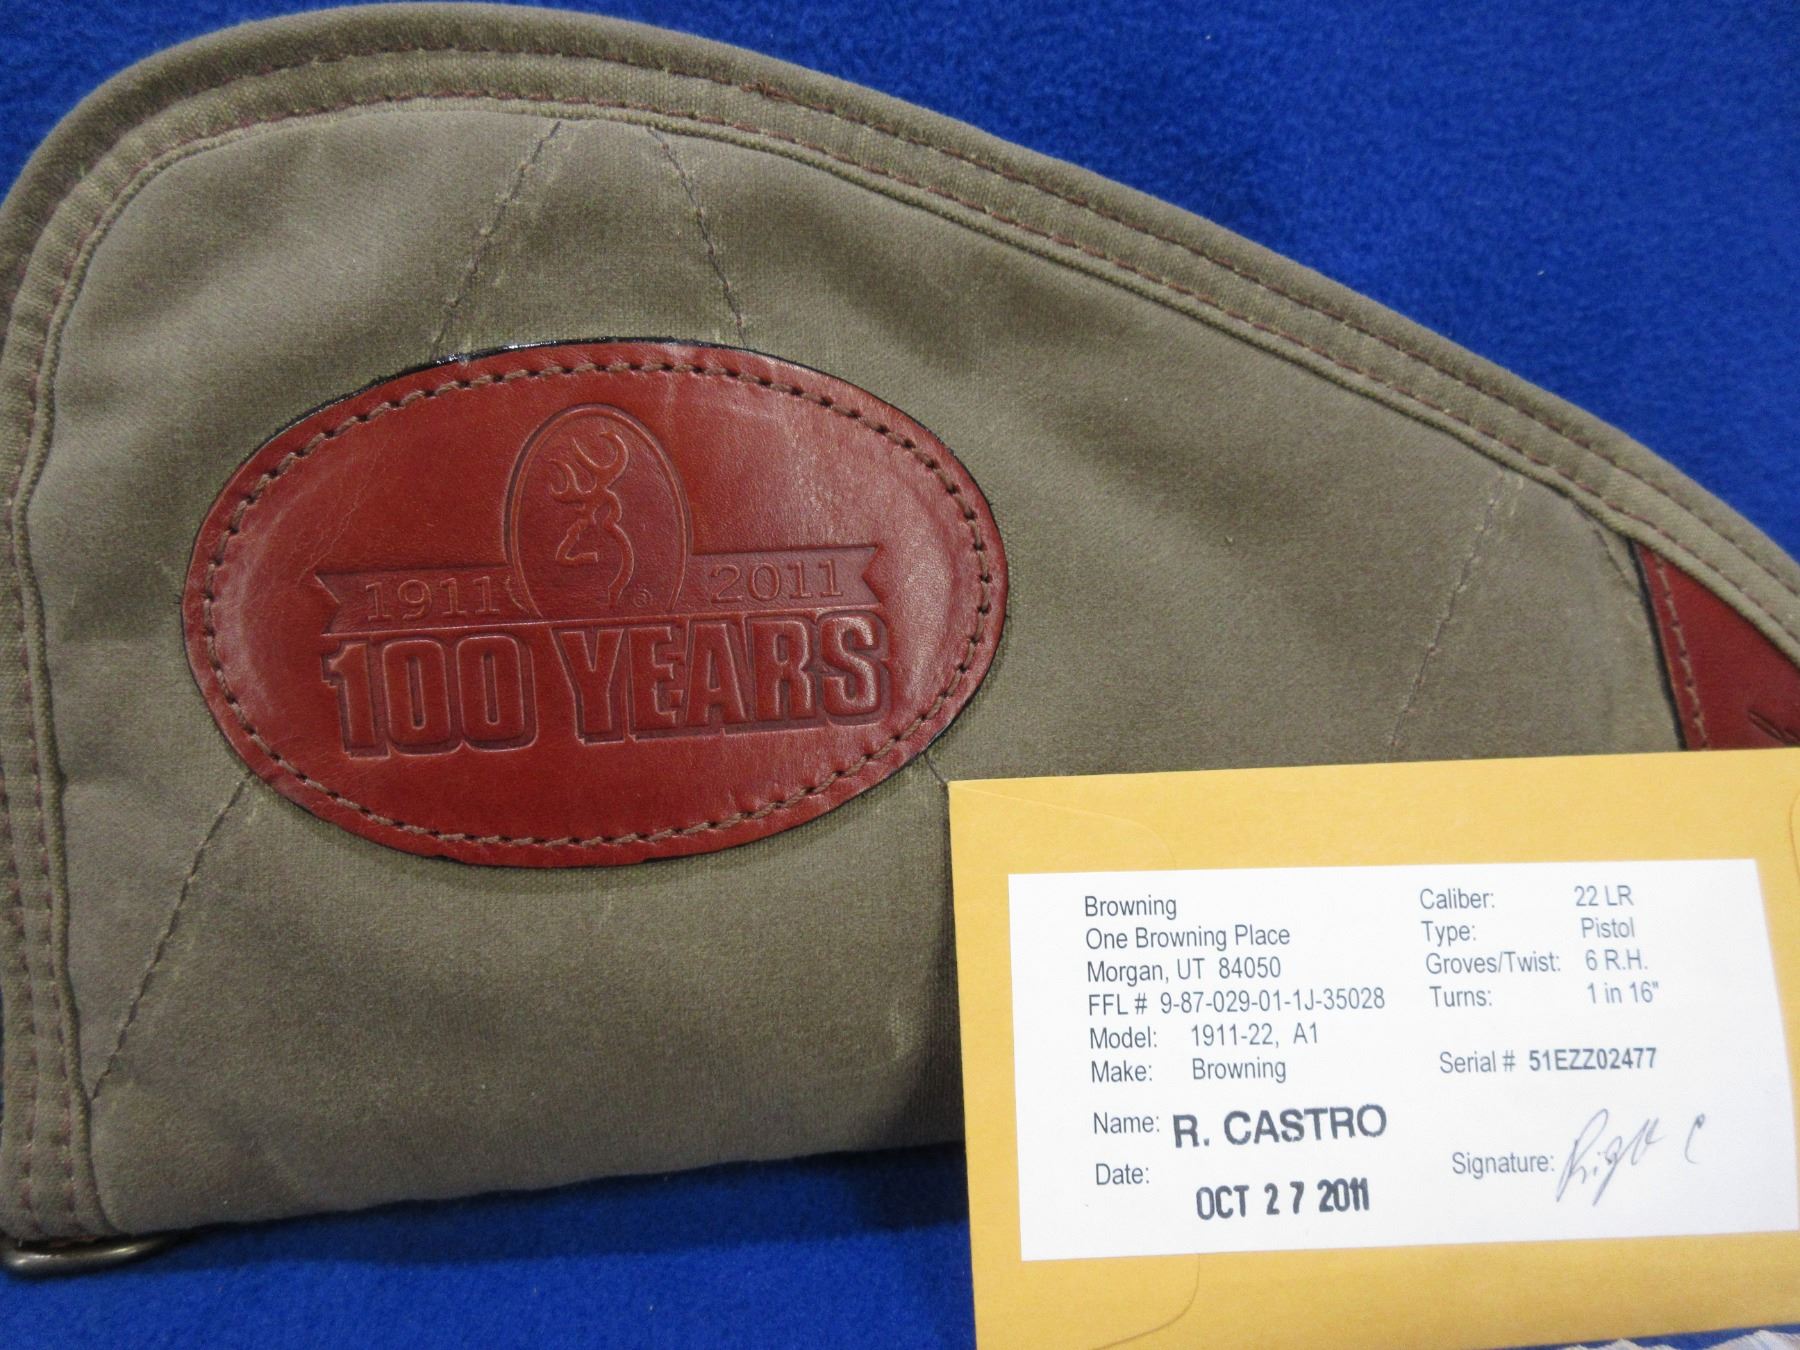 1911 2011
100 YEARS
Browning
One Browning Place
Morgan, UT 84050
FFL # 9-87-029-01-1J-35028
Model: 1911-22, A1
Make: Browning
Name: R. CASTRO
Date: OCT 27 2011
Caliber: 22 LR
Type: Pistol
Groves/Twist: 6 R.H.
Turns: 1 in 16"
Serial # 51EZZ02477
Signature: